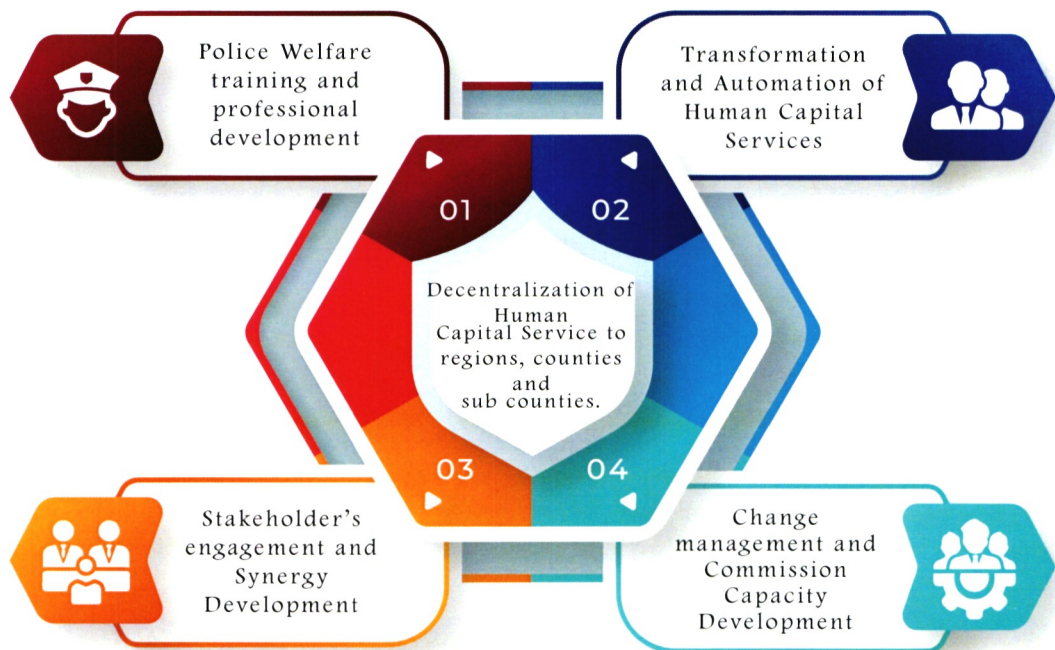 Police Welfare
training and
professional
development
Transformation
and Automation of
Human Capital
Services
01
02
Decentralization of
Human
Capital Service to
regions, counties
and
sub counties.
03
04
Stakeholder's
engagement and
Synergy
Development
Change
management and
Commission
Capacity
Development